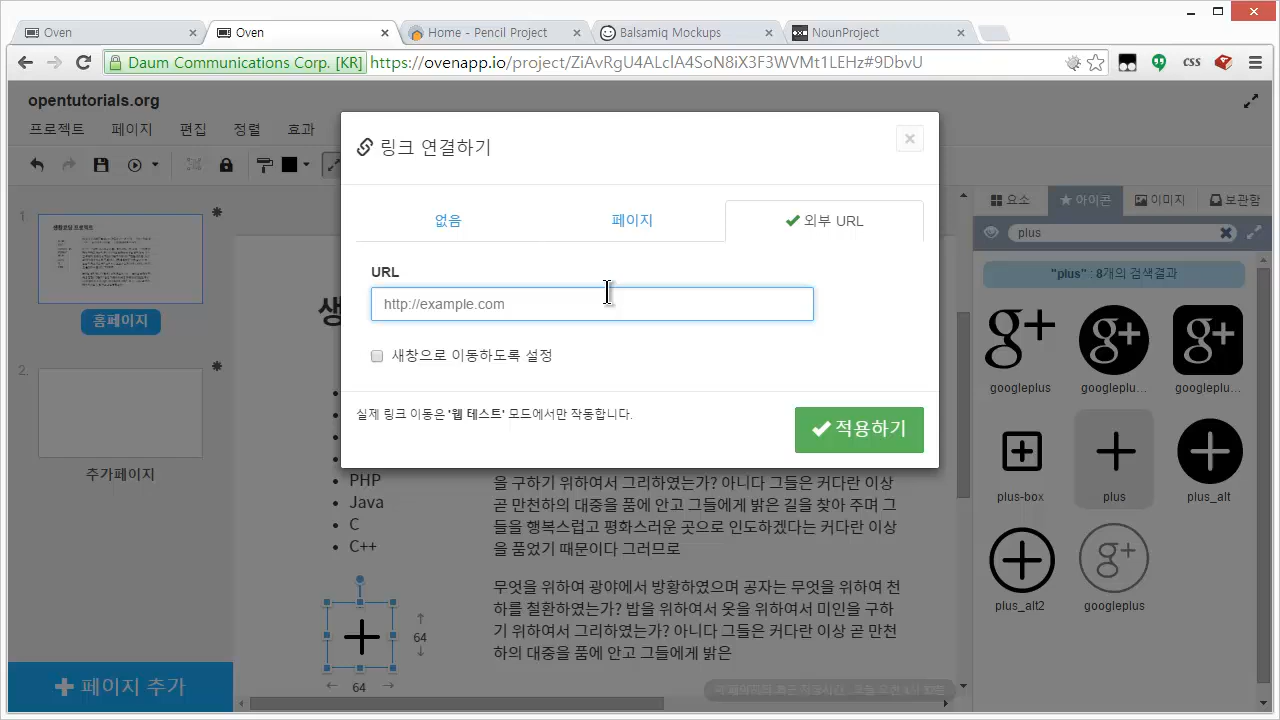 Oven
Oven
Home - Pencil Project
Balsamiq Mockups
NounProject
Daum Communications Corp. [KR]
https://ovenapp.io/project/ZiAvRgU4ALclA4SoN8iX3F3WVMt1LEHz#9DbvU
css
opentutorials.org
프로젝트 페이지 편집 정렬 효과
링크 연결하기
없음
페이지
외부 URL
URL
http://example.com
새창으로 이동하도록 설정
실제 링크 이동은 '웹 테스트' 모드에서만 작동합니다.
적용하기
1.
홈페이지
2.
추가페이지
페이지 추가
생
PHP
Java
C
C++
을 구하기 위하여서 그리하였는가? 아니다 그들은 커다란 이상
곧 만천하의 대중을 품에 안고 그들에게 밝은 길을 찾아 주며 그
들을 행복스럽고 평화스러운 곳으로 인도하겠다는 커다란 이상
을 품었기 때문이다 그러므로
무엇을 위하여 광야에서 방황하였으며 공자는 무엇을 위하여 천
하를 철환하였는가? 밥을 위하여서 옷을 위하여서 미인을 구하
기 위하여서 그리하였는가? 아니다 그들은 커다란 이상 곧 만천
하의 대중을 품에 안고 그들에게 밝은
64
64
요소
아이콘
이미지
보관함
plus
"plus" : 8개의 검색결과
googleplus
googleplu...
googleplu...
plus-box
plus
plus_alt
plus_alt2
googleplus